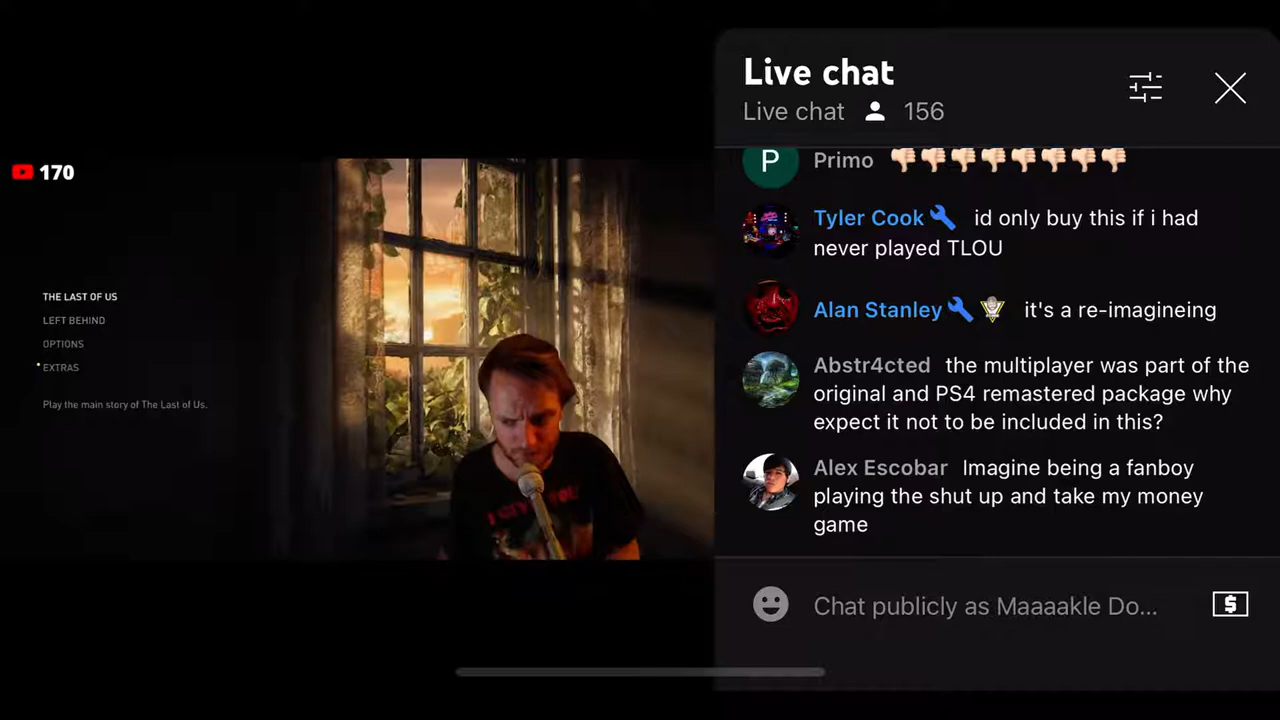 Live chat
Live chat 156
170
THE LAST OF US
LEFT BEHIND
OPTIONS
EXTRAS
Play the main story of The Last of Us.
P Primo 👎🏻👎🏻👎🏻👎🏻👎🏻👎🏻👎🏻👎🏻
Tyler Cook id only buy this if i had
never played TLOU
Alan Stanley it's a re-imagineing
Abstr4cted the multiplayer was part of the
original and PS4 remastered package why
expect it not to be included in this?
Alex Escobar Imagine being a fanboy
playing the shut up and take my money
game
Chat publicly as Maaaakle Do...